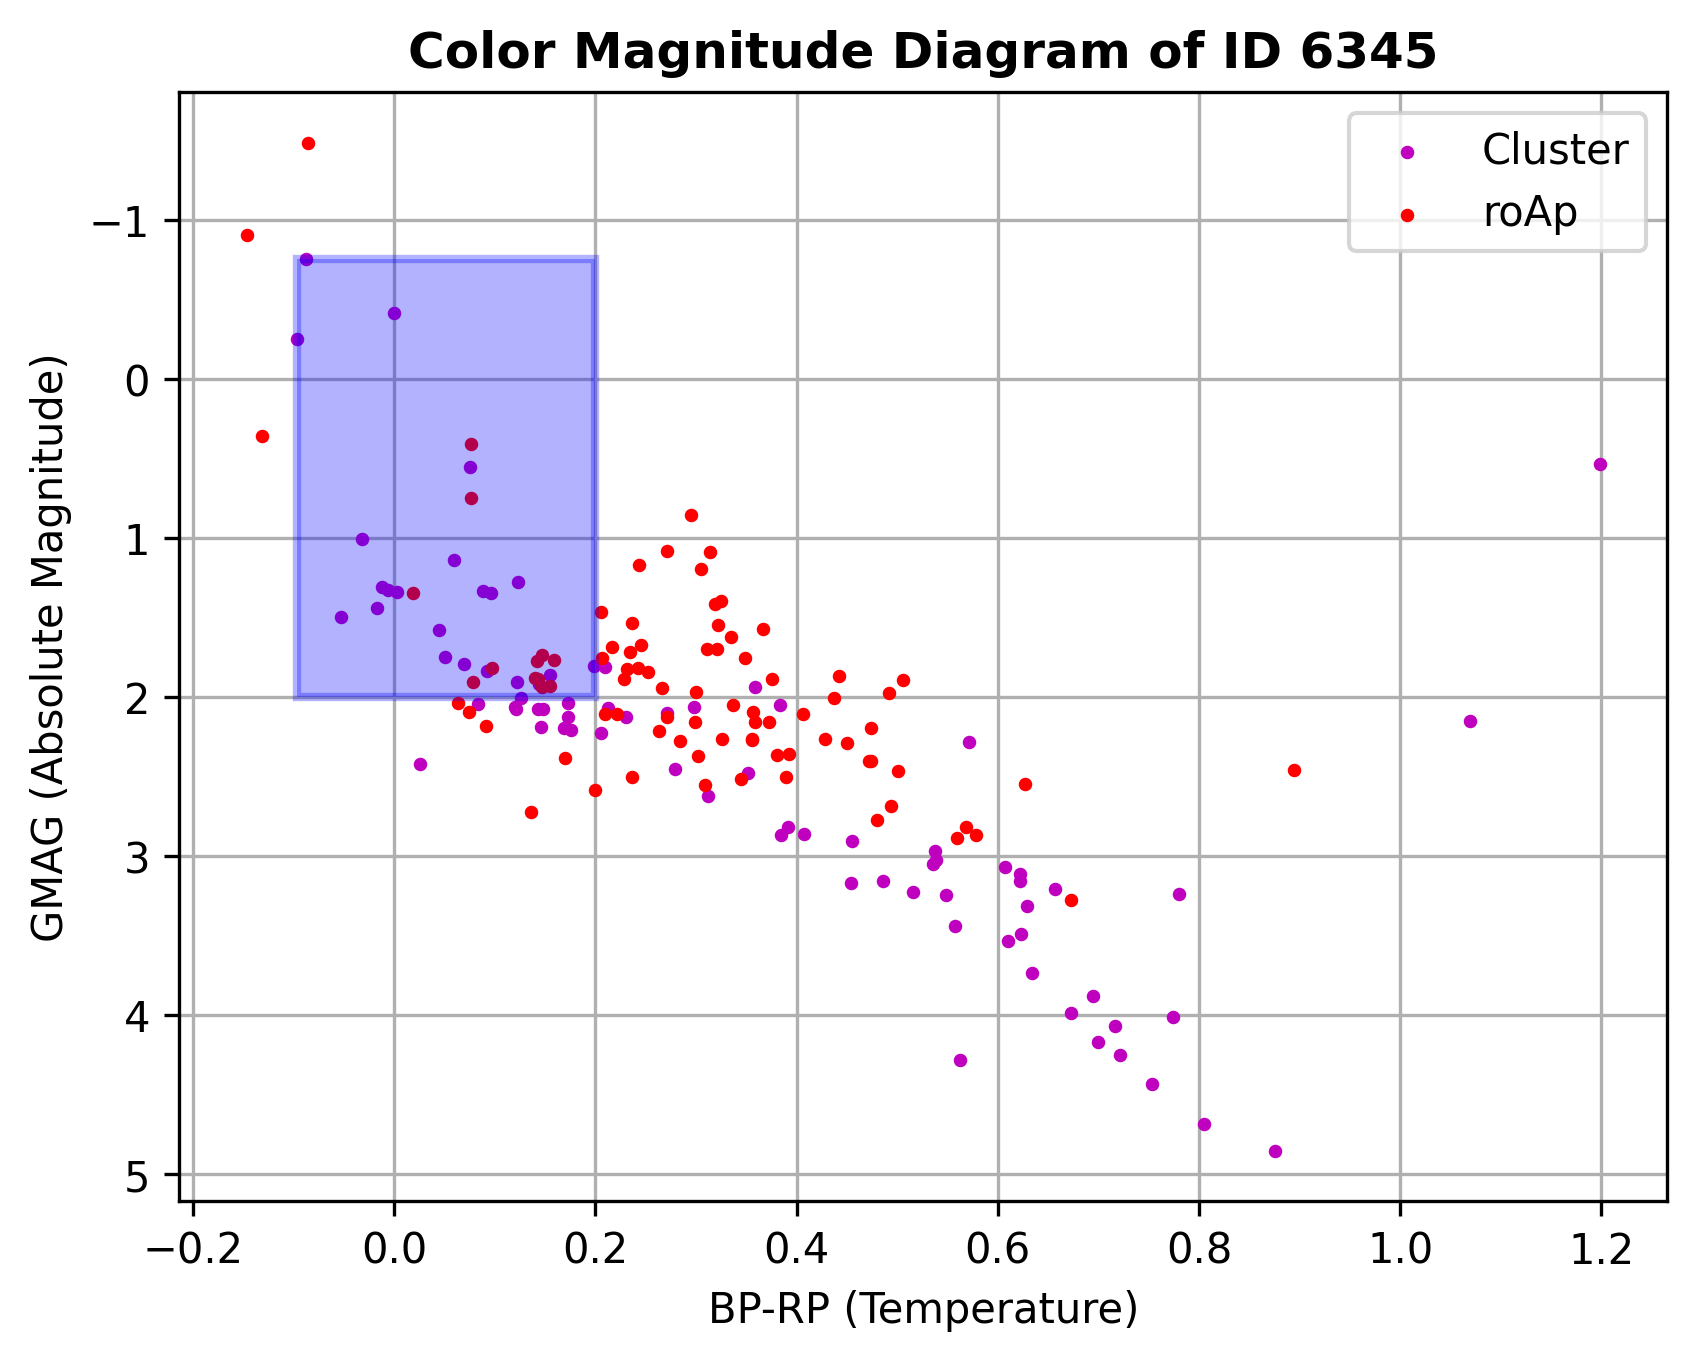 Color Magnitude Diagram of ID 6345
Cluster
roAp
GMAG (Absolute Magnitude)
−1
0
1
2
3
4
5
−0.2 0.0 0.2 0.4 0.6 0.8 1.0 1.2
BP-RP (Temperature)